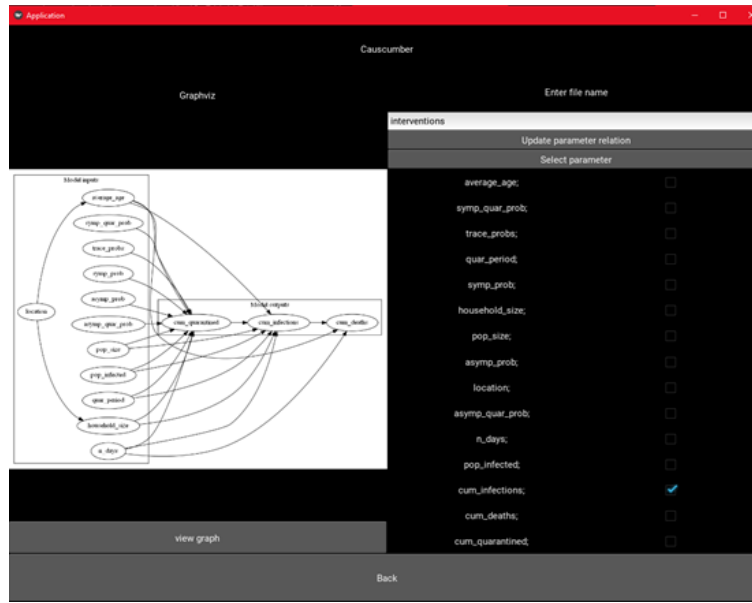 Application
Causcumber
Graphviz
Enter file name
interventions
Update parameter relation
Select parameter
average_age;
symp_quar_prob;
trace_probs;
quar_period;
symp_prob;
household_size;
pop_size;
asymp_prob;
location;
asymp_quar_prob;
n_days;
pop_infected;
cum_infections;
cum_deaths;
cum_quarantined;
Model inputs
average_age
symp_quar_prob
trace_probs
symp_prob
asymp_prob
location
asymp_quar_prob
pop_size
pop_infected
quar_period
household_size
n_days
Model outputs
cum_quarantined
cum_infections
cum_deaths
view graph
Back